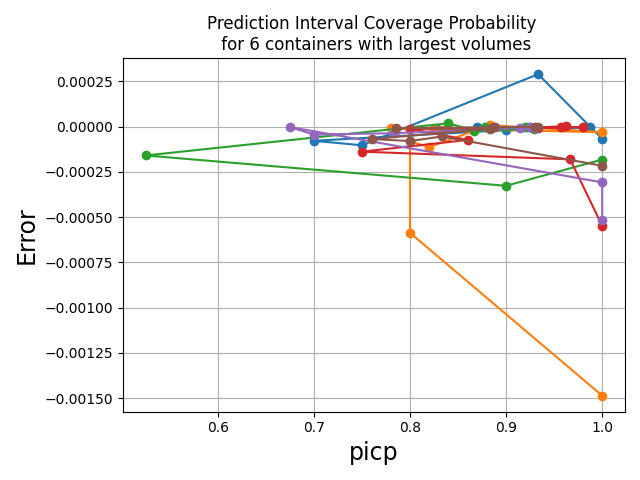 Prediction Interval Coverage Probability
for 6 containers with largest volumes
0.00025
0.00000
−0.00025
−0.00050
−0.00075
−0.00100
−0.00125
−0.00150
Error
0.6 0.7 0.8 0.9 1.0
picp